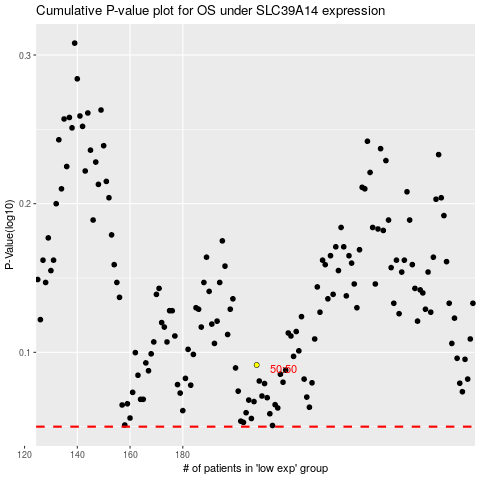 Cumulative P-value plot for OS under SLC39A14 expression
P-Value(log10)
0.3
0.2
0.1
50:50
120 140 160 180
# of patients in 'low exp' group